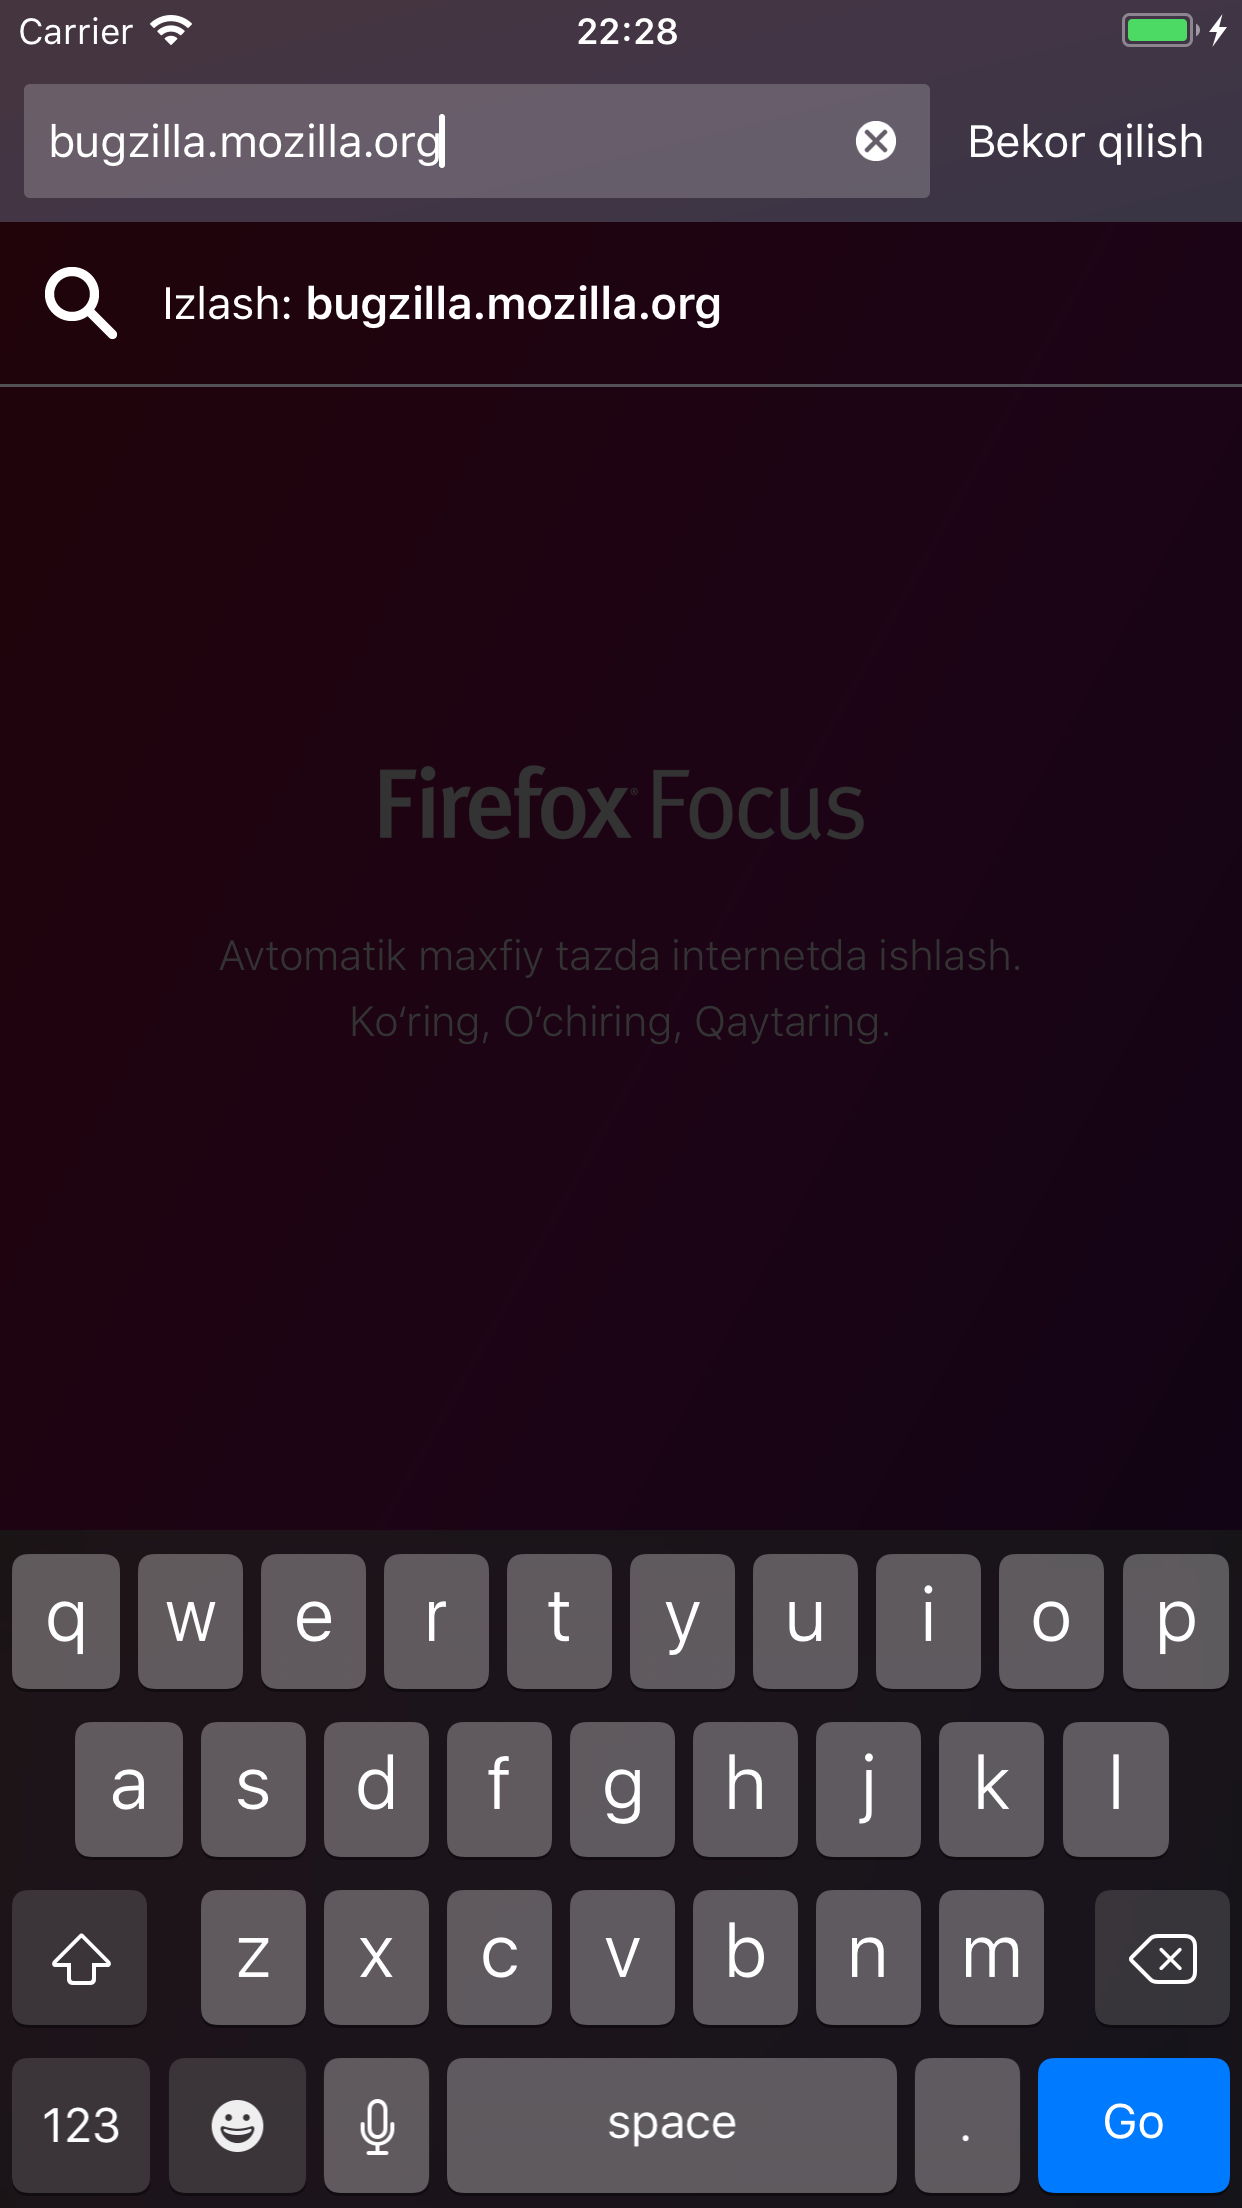 Carrier 22:28
bugzilla.mozilla.org Bekor qilish
Izlash: bugzilla.mozilla.org
Firefox® Focus
Avtomatik maxfiy tazda internetda ishlash.
Ko‘ring, O‘chiring, Qaytaring.
q w e r t y u i o p
a s d f g h j k l
z x c v b n m
123 space . Go